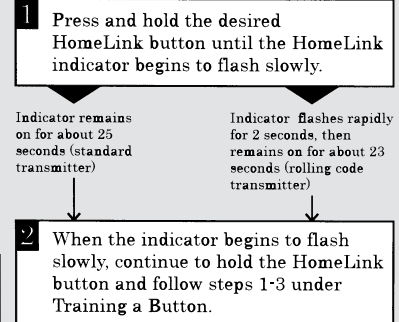 1
Press and hold the desired
HomeLink button until the HomeLink
indicator begins to flash slowly.
Indicator remains
on for about 25
seconds (standard
transmitter)
Indicator flashes rapidly
for 2 seconds, then
remains on for about 23
seconds (rolling code
transmitter)
2
When the indicator begins to flash
slowly, continue to hold the HomeLink
button and follow steps 1-3 under
Training a Button.